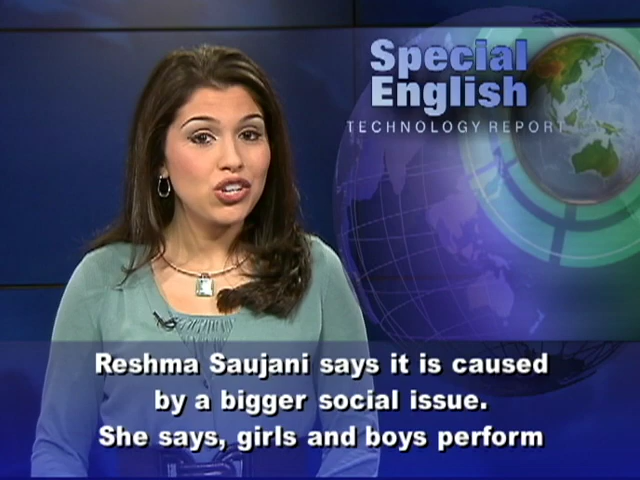 Special
English
TECHNOLOGY REPORT
Reshma Saujani says it is caused
by a bigger social issue.
She says, girls and boys perform